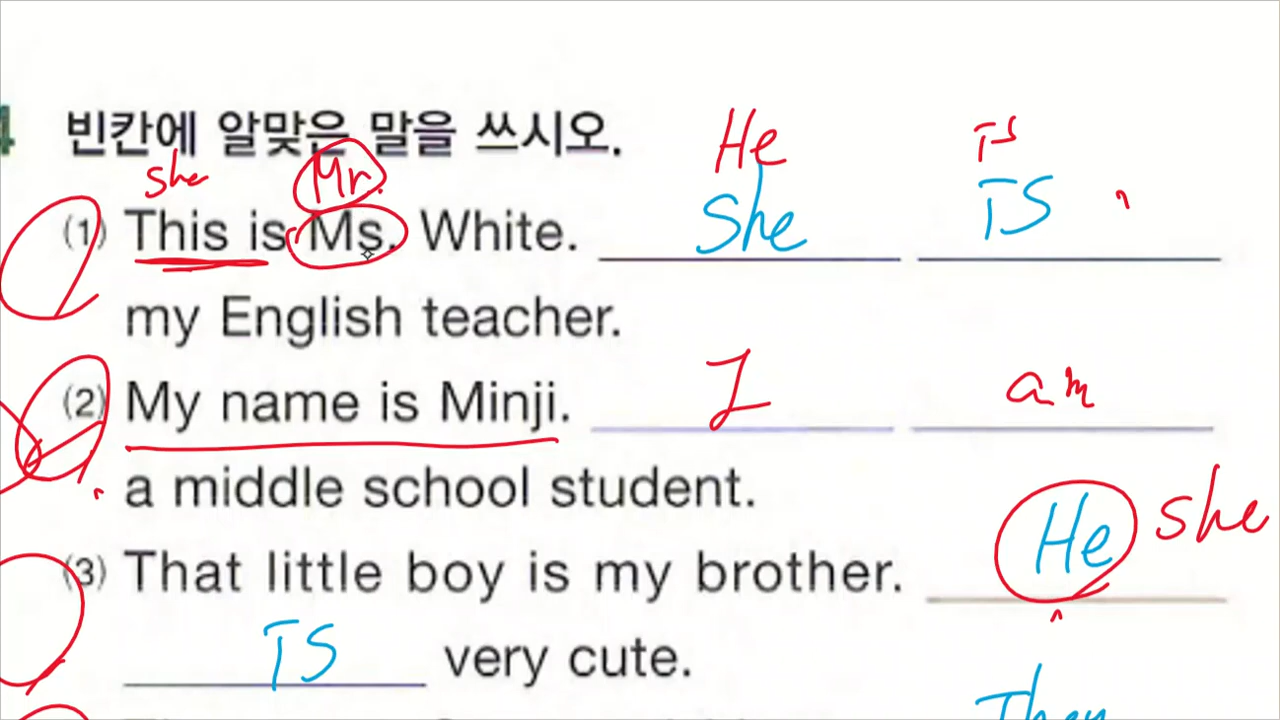 4 빈칸에 알맞은 말을 쓰시오.
He
is
she
Mr.
(1) This is Ms. White. She is
my English teacher.
(2) My name is Minji. I am
a middle school student.
(3) That little boy is my brother. He she
is very cute.
They